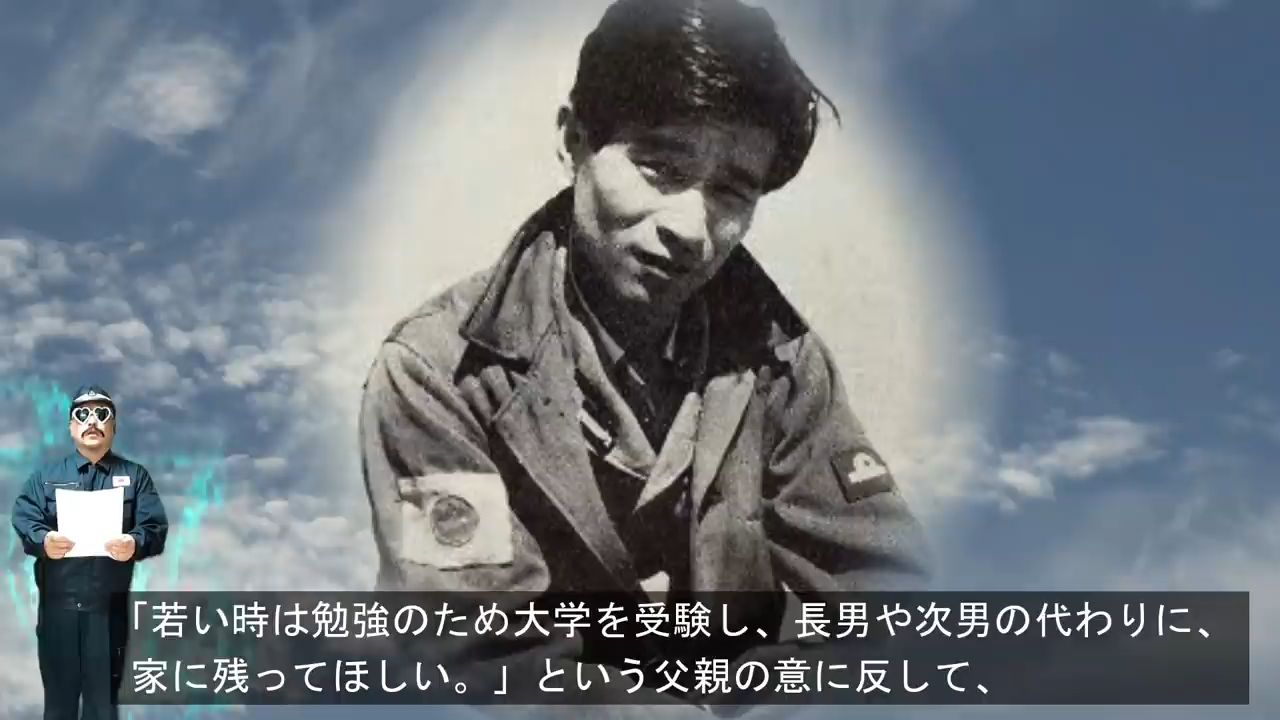 「若い時は勉強のため大学を受験し、長男や次男の代わりに、
家に残ってほしい。」という父親の意に反して、